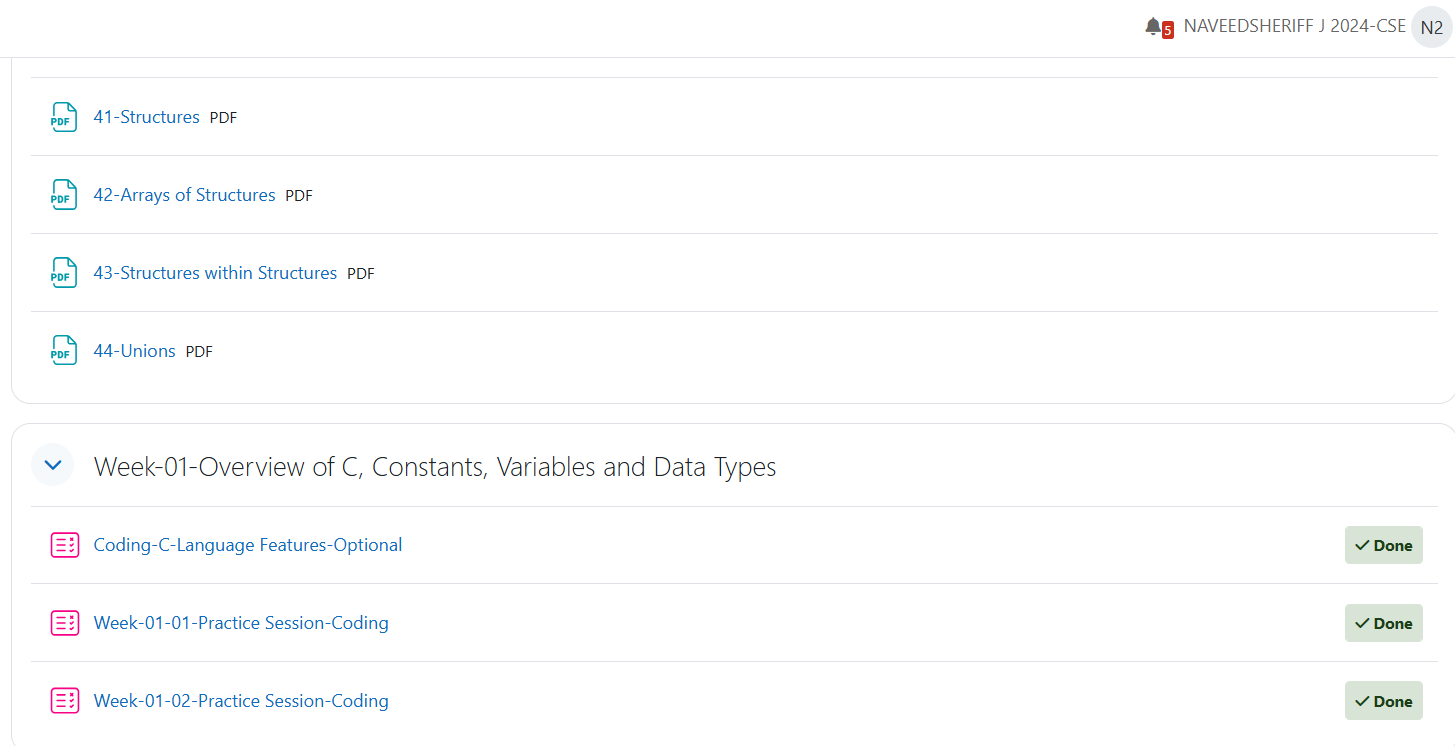 5 NAVEEDSHERIFF J 2024-CSE N2
PDF 41-Structures PDF
PDF 42-Arrays of Structures PDF
PDF 43-Structures within Structures PDF
PDF 44-Unions PDF
Week-01-Overview of C, Constants, Variables and Data Types
Coding-C-Language Features-Optional Done
Week-01-01-Practice Session-Coding Done
Week-01-02-Practice Session-Coding Done